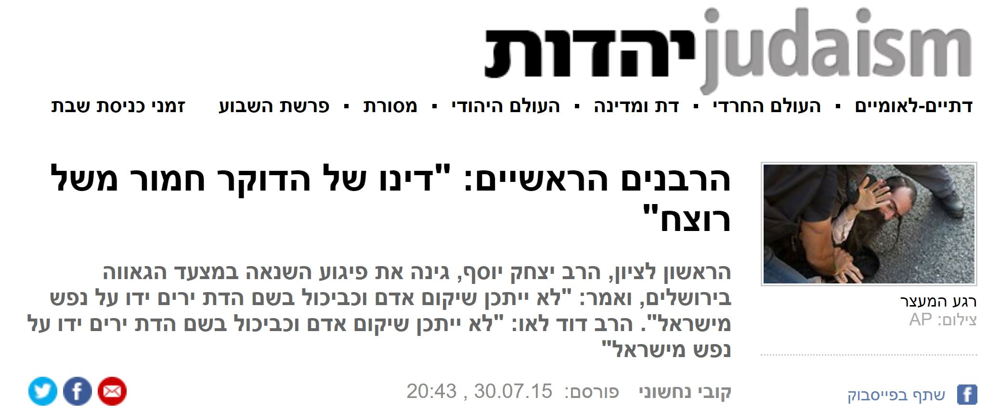 יהדות judaism
דתיים-לאומיים ▪ העולם החרדי ▪ דת ומדינה ▪ העולם היהודי ▪ מסורת ▪ פרשת השבוע זמני כניסת שבת
הרבנים הראשיים: "דינו של הדוקר חמור משל
רוצח"
הראשון לציון, הרב יצחק יוסף, גינה את פיגוע השנאה במצעד הגאווה
בירושלים, ואמר: "לא ייתכן שיקום אדם וכביכול בשם הדת ירים ידו על נפש
מישראל". הרב דוד לאו: "לא ייתכן שיקום אדם וכביכול בשם הדת ירים ידו על
נפש מישראל"
קובי נחשוני פורסם: 30.07.15 , 20:43
רגע המעצר
צילום: AP
שתף בפייסבוק